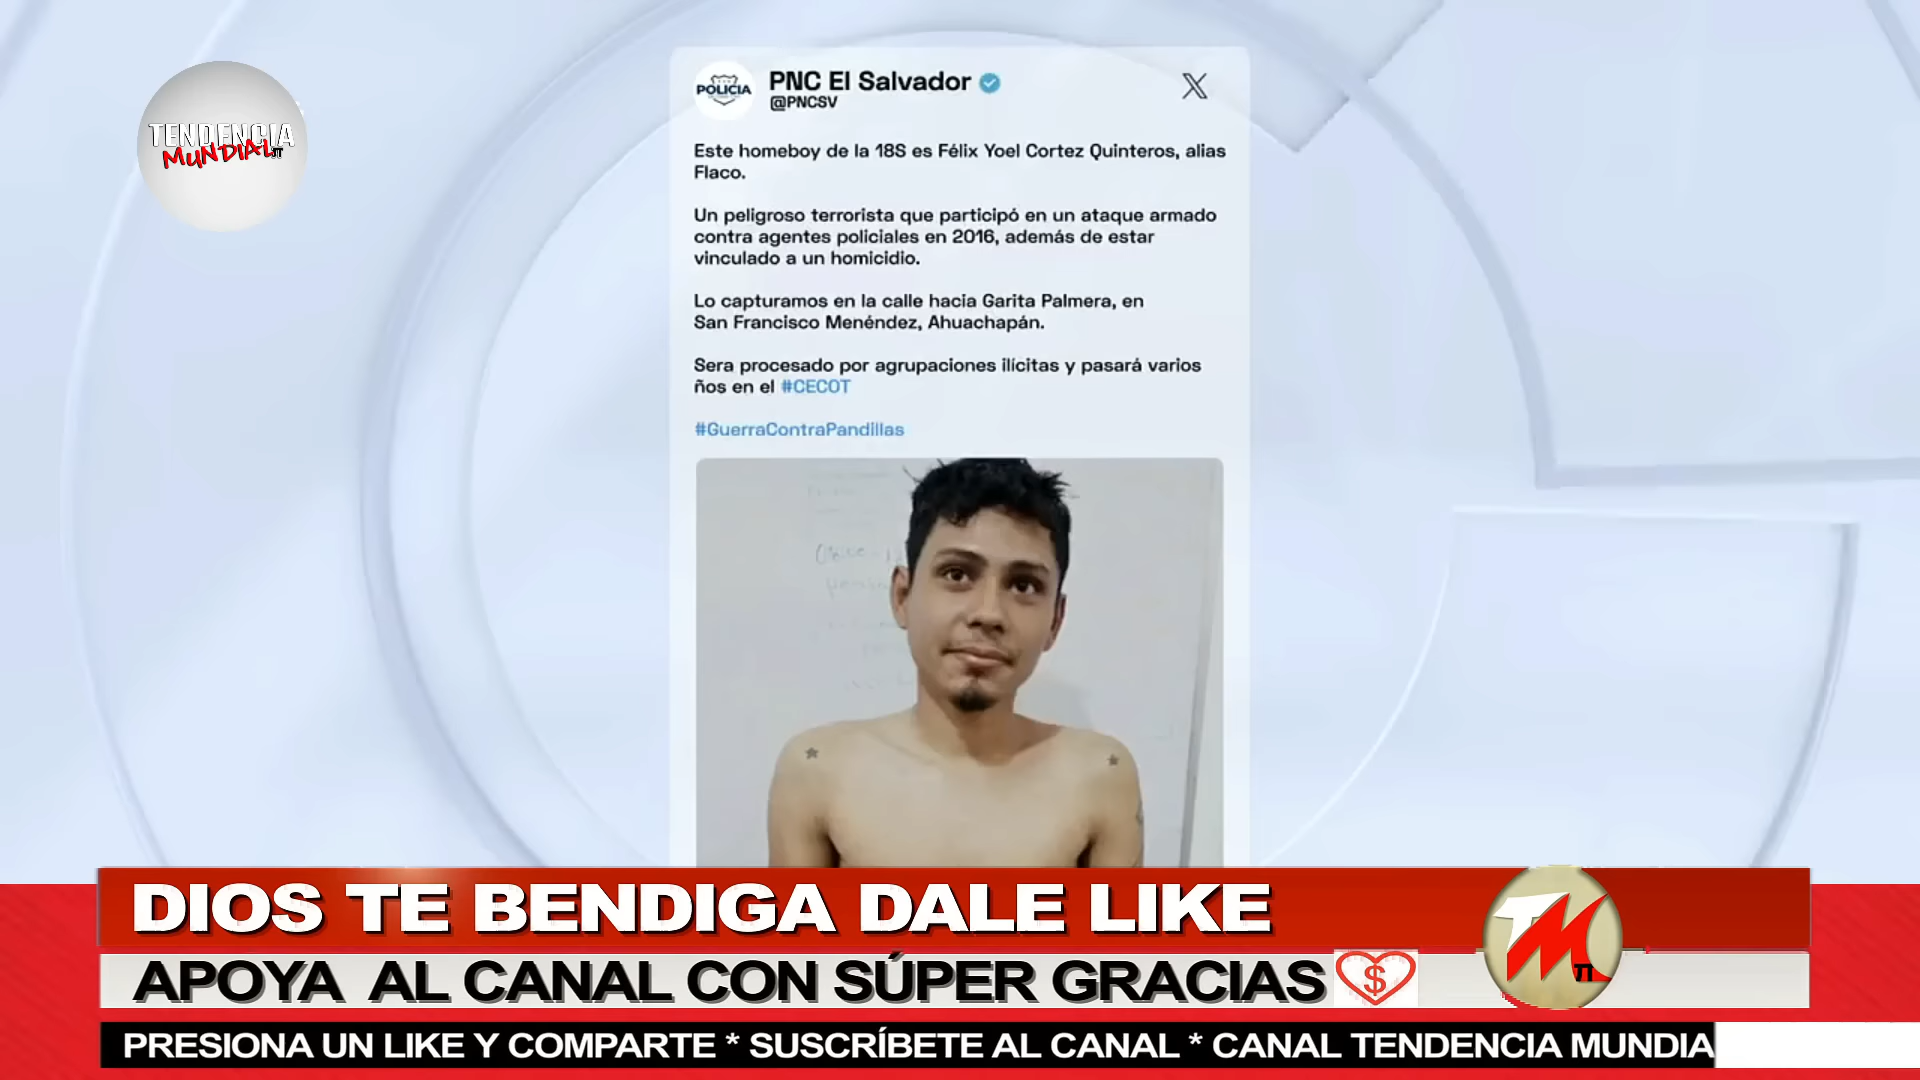 TENDENCIA
MUNDIAL TT
POLICIA
PNC El Salvador
@PNCSV
Este homeboy de la 18S es Félix Yoel Cortez Quinteros, alias
Flaco.
Un peligroso terrorista que participó en un ataque armado
contra agentes policiales en 2016, además de estar
vinculado a un homicidio.
Lo capturamos en la calle hacia Garita Palmera, en
San Francisco Menéndez, Ahuachapán.
Sera procesado por agrupaciones ilícitas y pasará varios
ños en el #CECOT
#GuerraContraPandillas
DIOS TE BENDIGA DALE LIKE
APOYA AL CANAL CON SÚPER GRACIAS $
TM TT
PRESIONA UN LIKE Y COMPARTE * SUSCRÍBETE AL CANAL * CANAL TENDENCIA MUNDIA